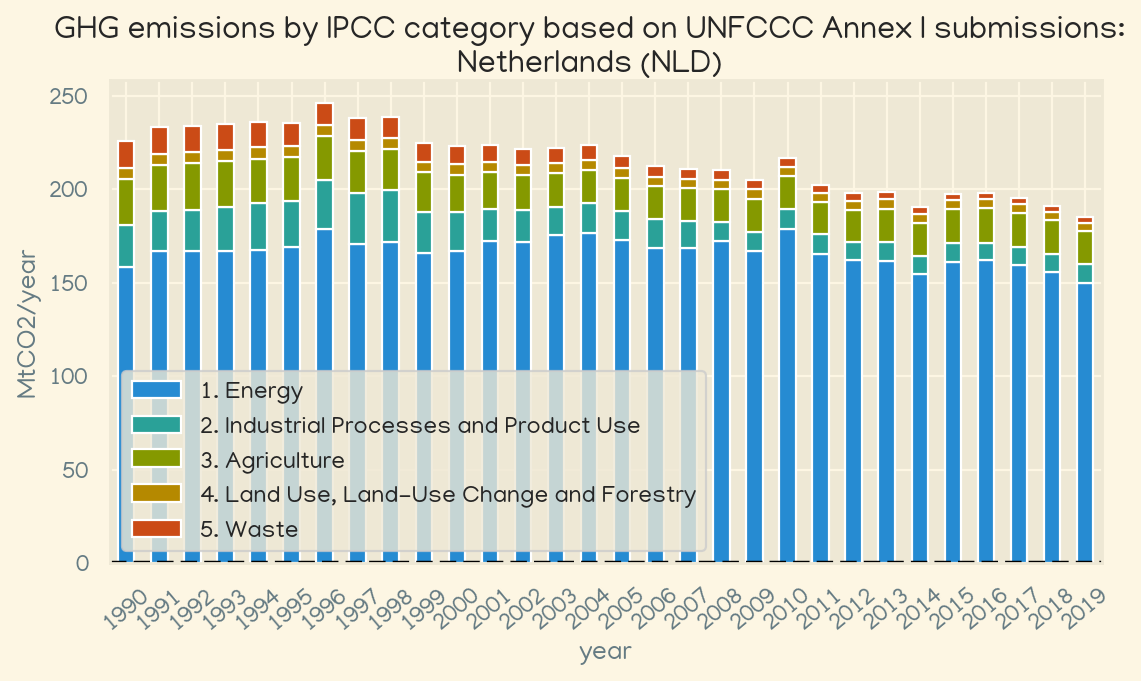 GHG emissions by IPCC category based on UNFCCC Annex I submissions:
Netherlands (NLD)
250
200
150
100
50
0
MtCO2/year
1. Energy
2. Industrial Processes and Product Use
3. Agriculture
4. Land Use, Land-Use Change and Forestry
5. Waste
1990 1991 1992 1993 1994 1995 1996 1997 1998 1999 2000 2001 2002 2003 2004 2005 2006 2007 2008 2009 2010 2011 2012 2013 2014 2015 2016 2017 2018 2019
year